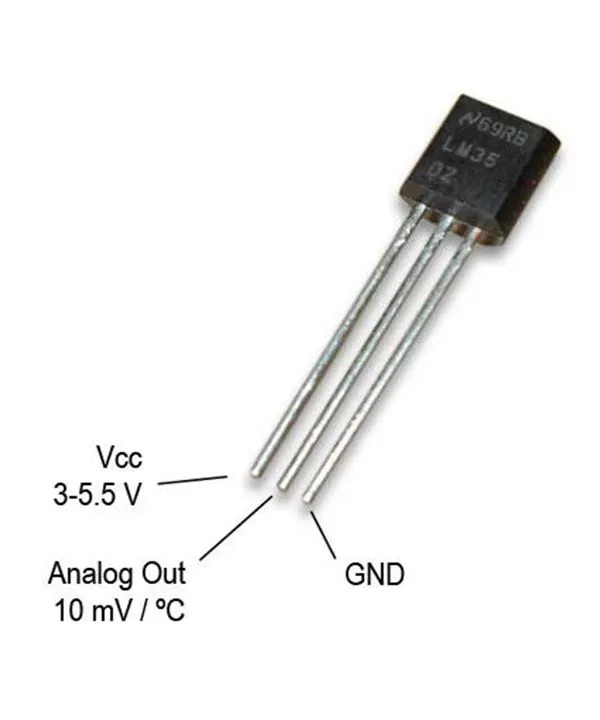 69RB
LM35
DZ
Vcc
3-5.5 V
Analog Out
10 mV / ºC
GND